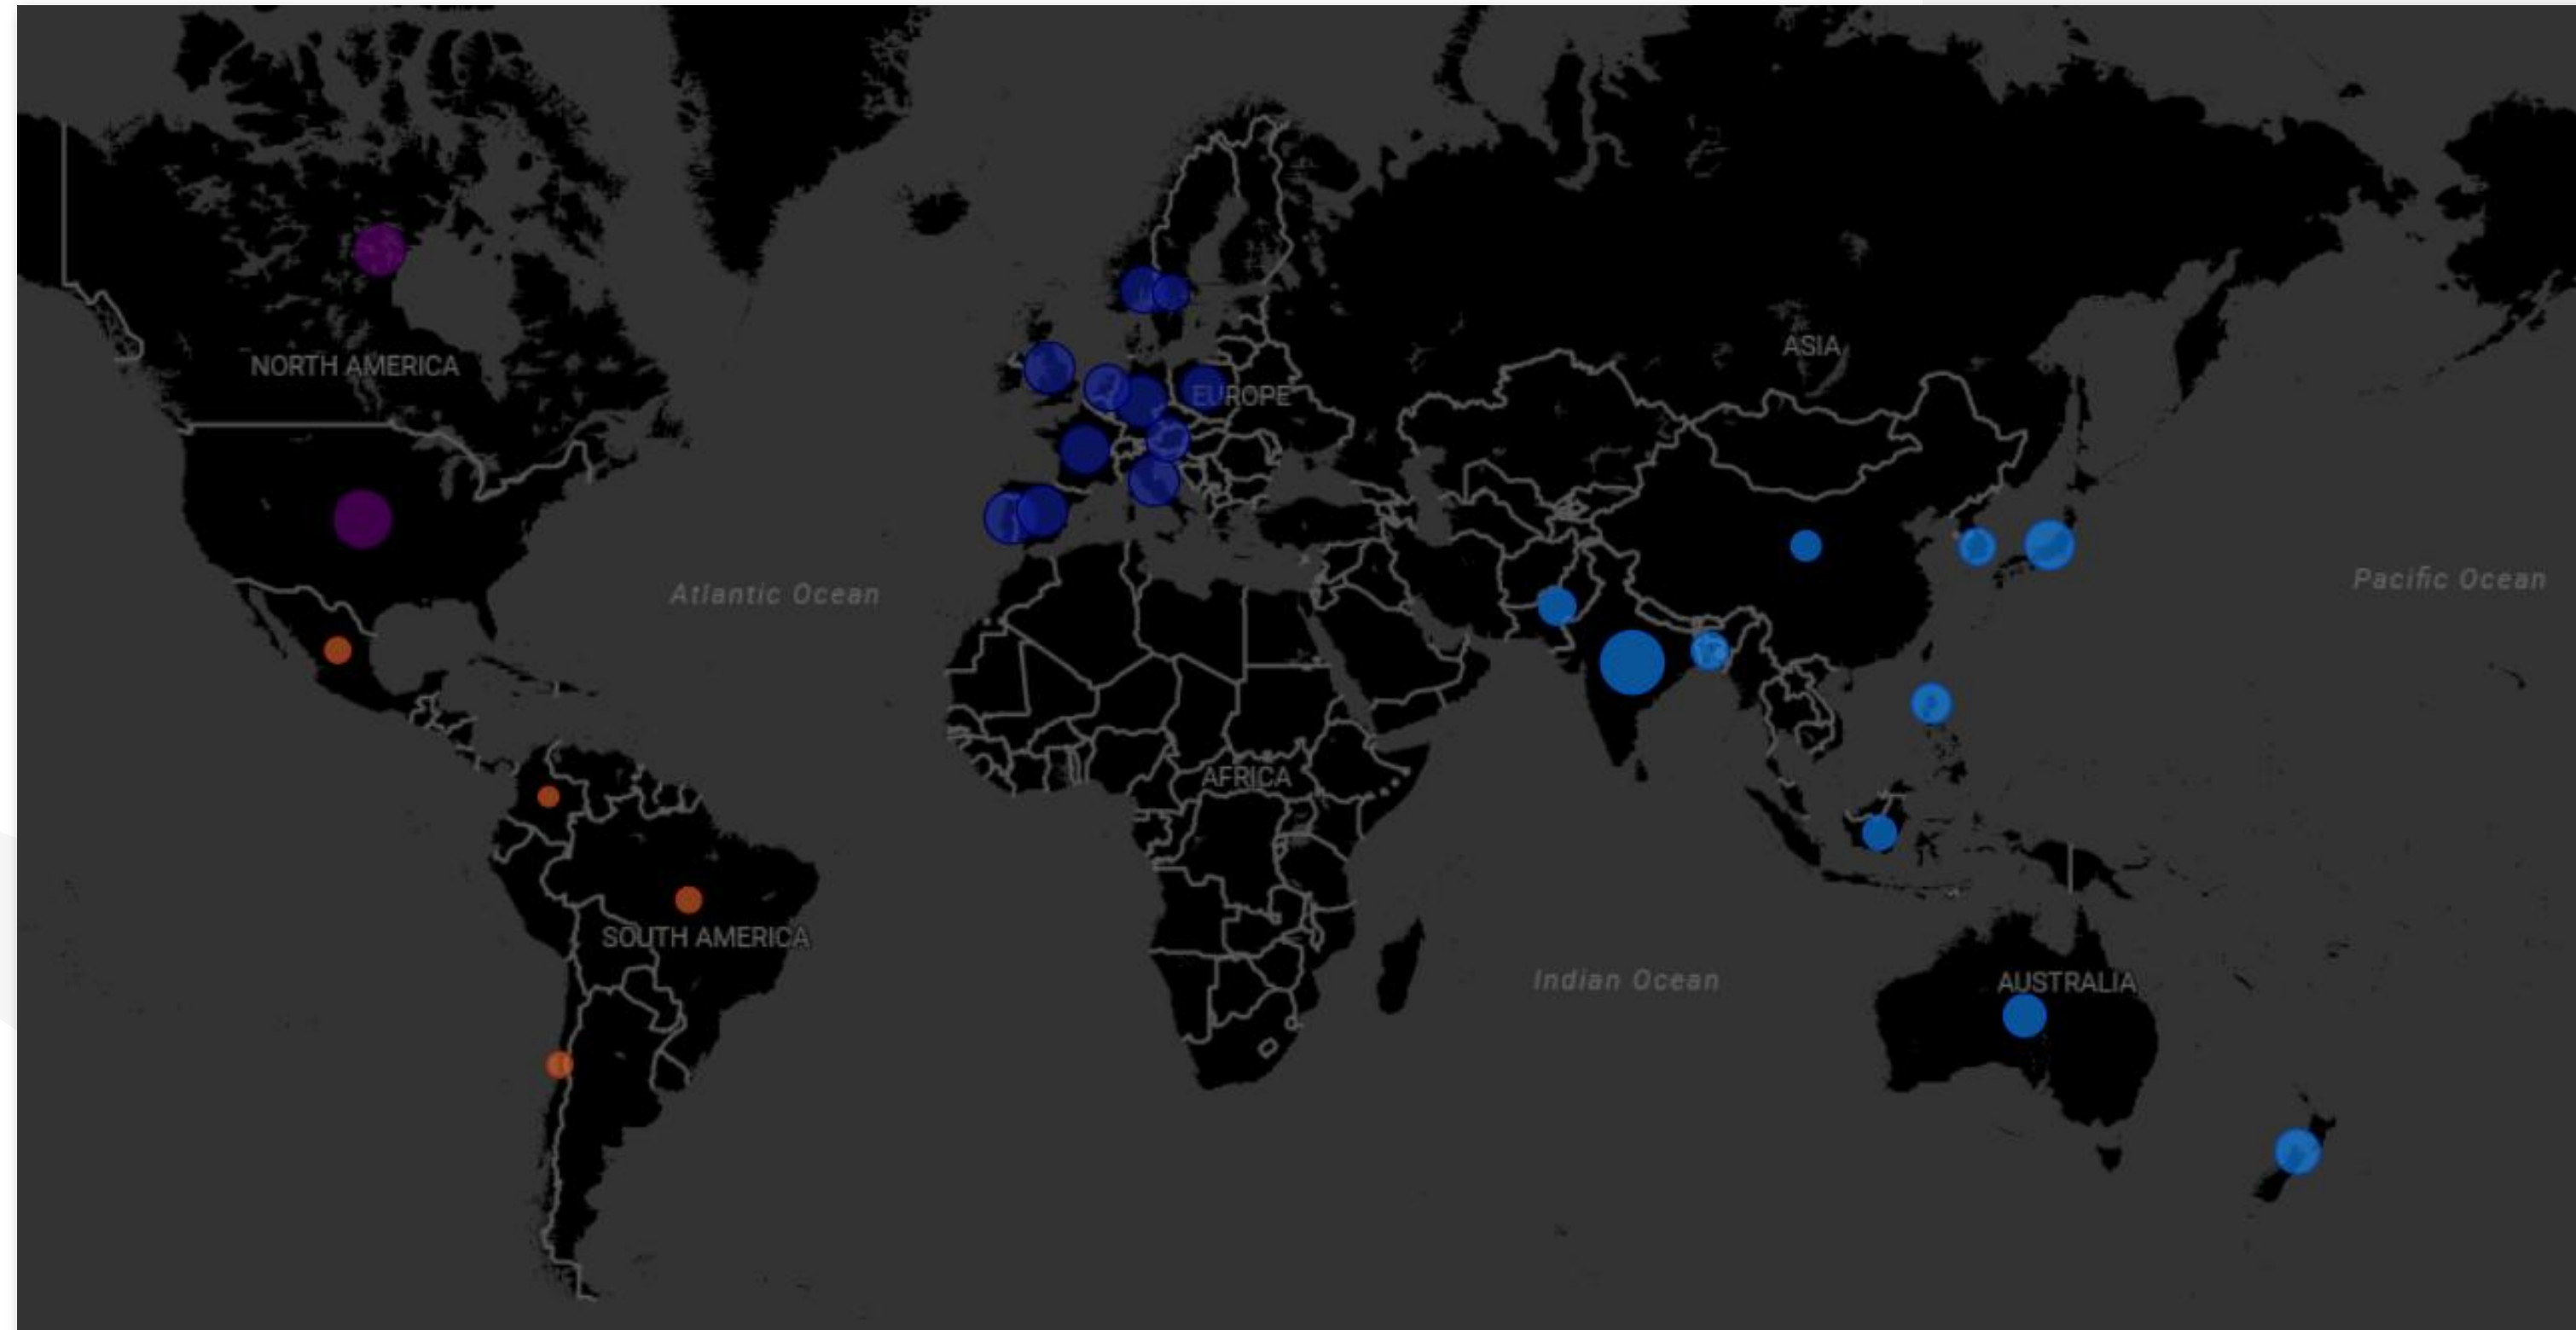 ASIA
NORTH AMERICA
EUROPE
Pacific Ocean
Atlantic Ocean
AFRICA
SOUTH AMERICA
Indian Ocean
AUSTRALIA